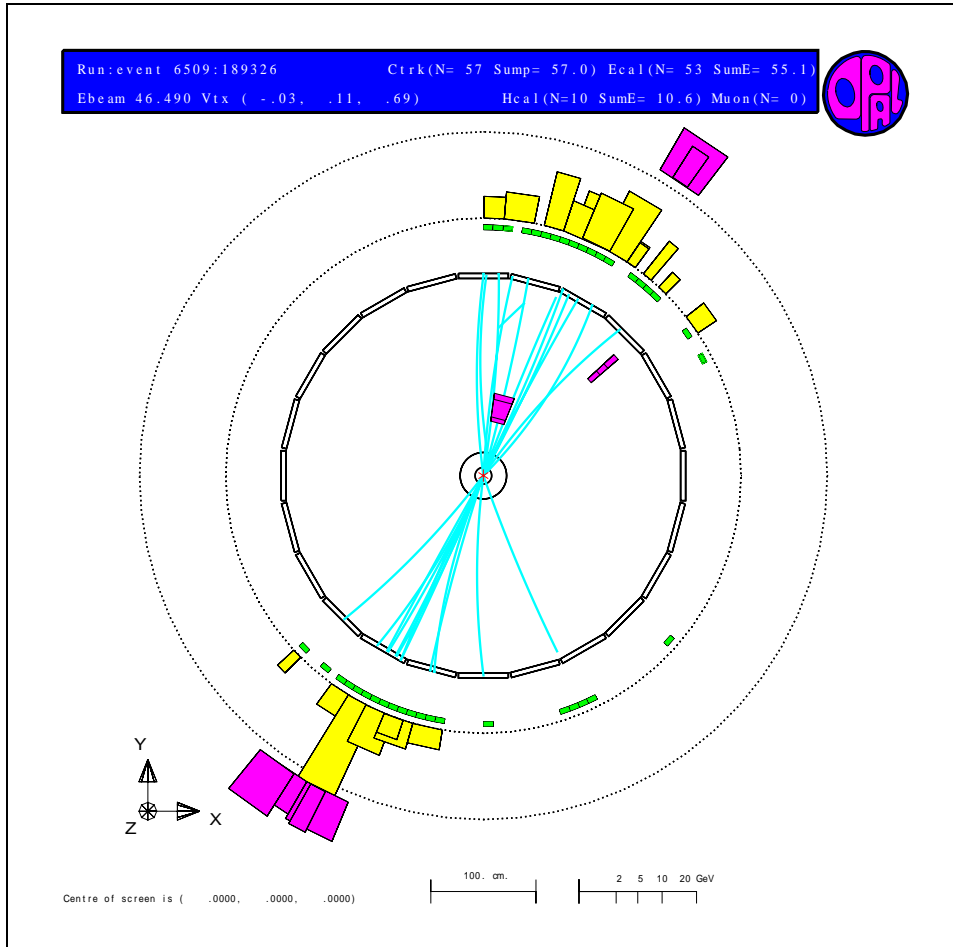 Run:event 6509:189326 Ctrk(N= 57 Sump= 57.0) Ecal(N= 53 SumE= 55.1)
Ebeam 46.490 Vtx ( -.03, .11, .69) Hcal(N=10 SumE= 10.6) Muon(N= 0)
OPAL
Y
X
Z
100. cm.
2 5 10 20 GeV
Centre of screen is ( .0000, .0000, .0000)